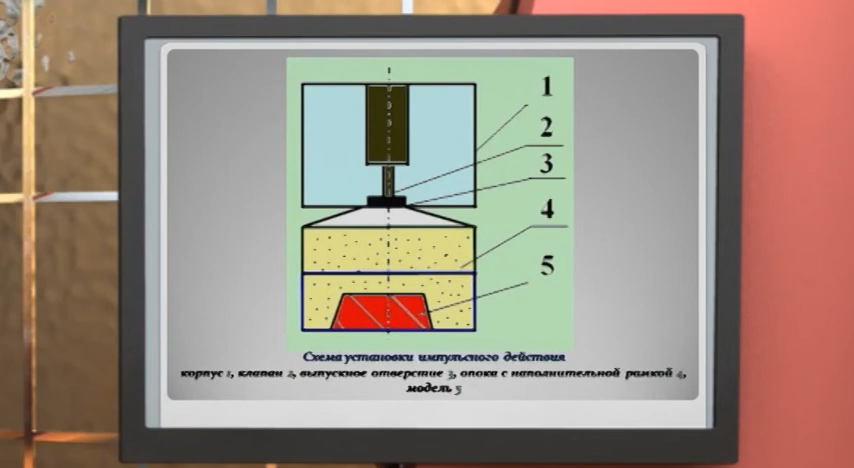 1
2
3
4
5
Схема установки импульсного действия
корпус 1, клапан 2, выпускное отверстие 3, опока с наполнительной рамкой 4,
модель 5